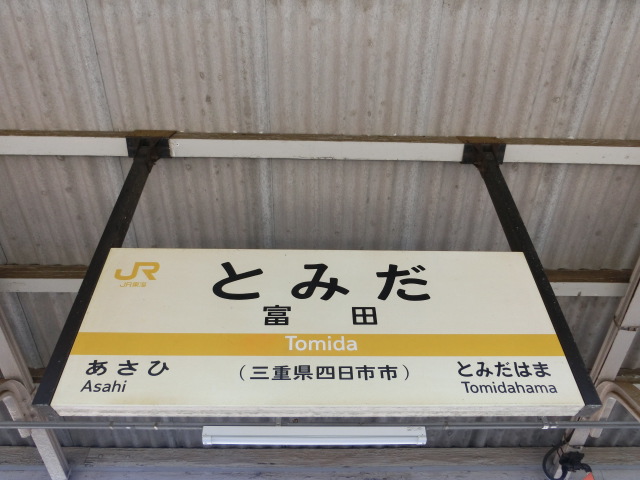 JR
JR東海
とみだ
富田
Tomida
あさひ
Asahi
(三重県四日市市)
とみだはま
Tomidahama